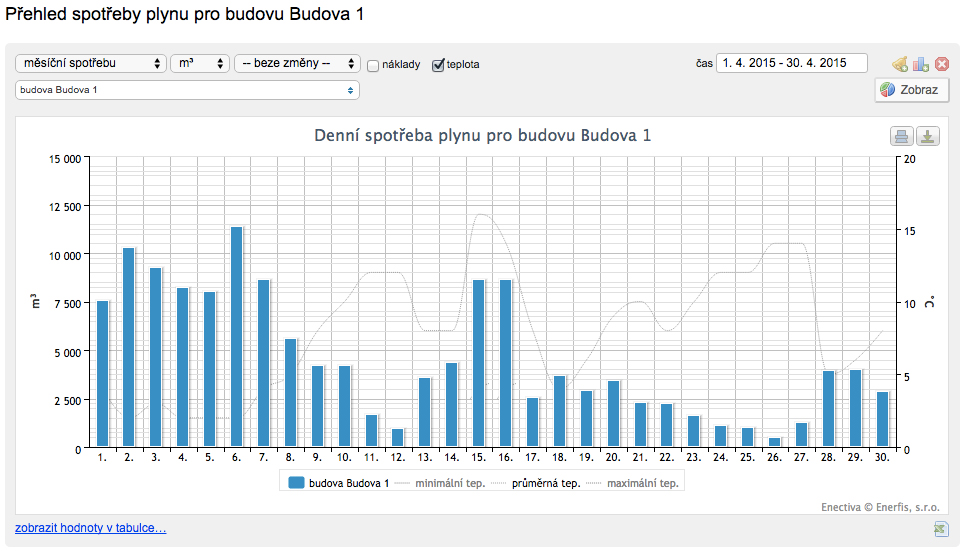 Přehled spotřeby plynu pro budovu Budova 1
měsíční spotřebu m³ -- beze změny -- náklady teplota čas 1. 4. 2015 - 30. 4. 2015
budova Budova 1 Zobraz
Denní spotřeba plynu pro budovu Budova 1
15 000 20
12 500
15
10 000
m³ 7 500 10 °C
5 000
5
2 500
0 0
1. 2. 3. 4. 5. 6. 7. 8. 9. 10. 11. 12. 13. 14. 15. 16. 17. 18. 19. 20. 21. 22. 23. 24. 25. 26. 27. 28. 29. 30.
budova Budova 1 minimální tep. průměrná tep. maximální tep.
Enectiva © Enerfis, s.r.o.
zobrazit hodnoty v tabulce…